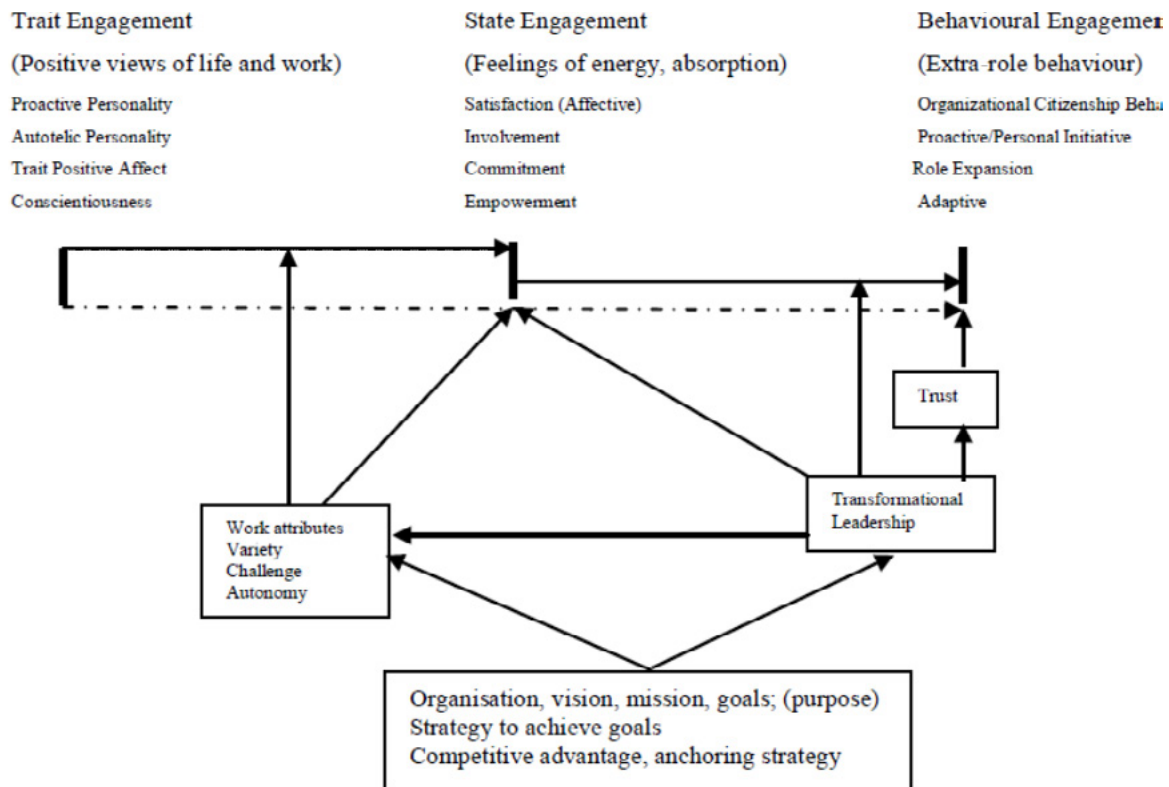 Trait Engagement
(Positive views of life and work)
Proactive Personality
Autotelic Personality
Trait Positive Affect
Conscientiousness
State Engagement
(Feelings of energy, absorption)
Satisfaction (Affective)
Involvement
Commitment
Empowerment
Behavioural Engagemen
(Extra-role behaviour)
Organizational Citizenship Beha
Proactive/Personal Initiative
Role Expansion
Adaptive
Trust
Transformational
Leadership
Work attributes
Variety
Challenge
Autonomy
Organisation, vision, mission, goals; (purpose)
Strategy to achieve goals
Competitive advantage, anchoring strategy